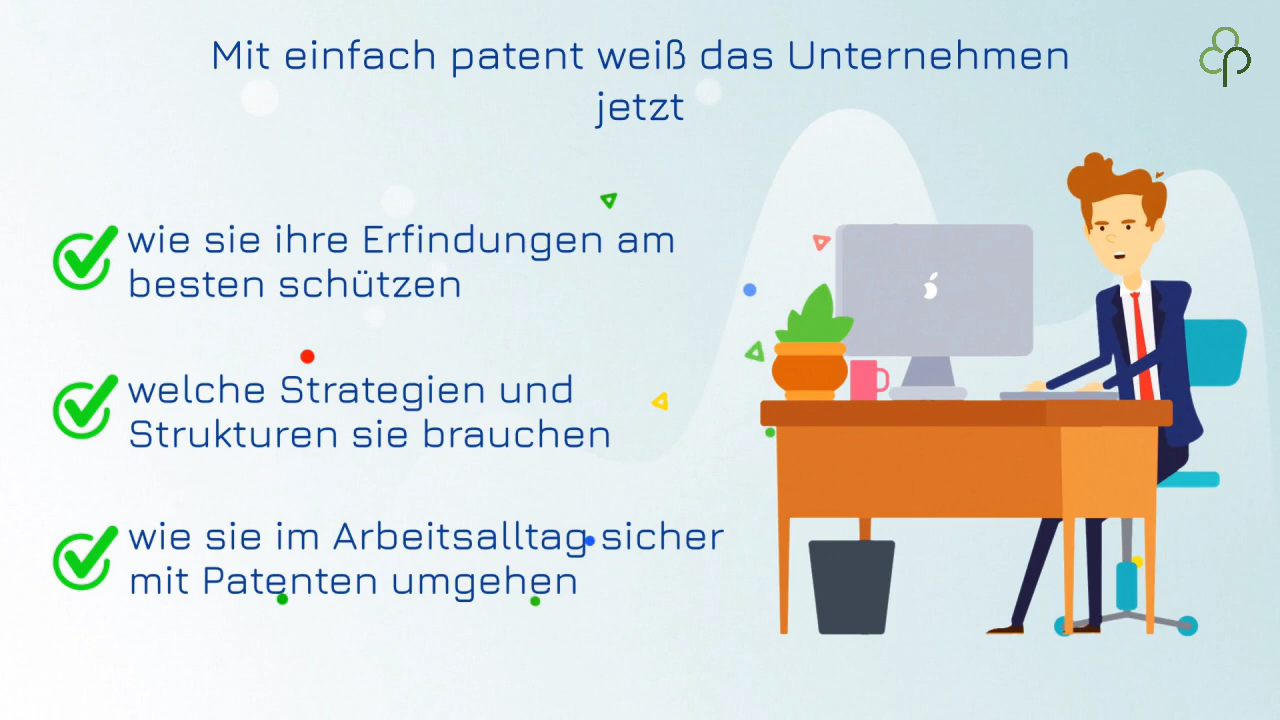 Mit einfach patent weiß das Unternehmen
jetzt
wie sie ihre Erfindungen am
besten schützen
welche Strategien und
Strukturen sie brauchen
wie sie im Arbeitsalltag sicher
mit Patenten umgehen